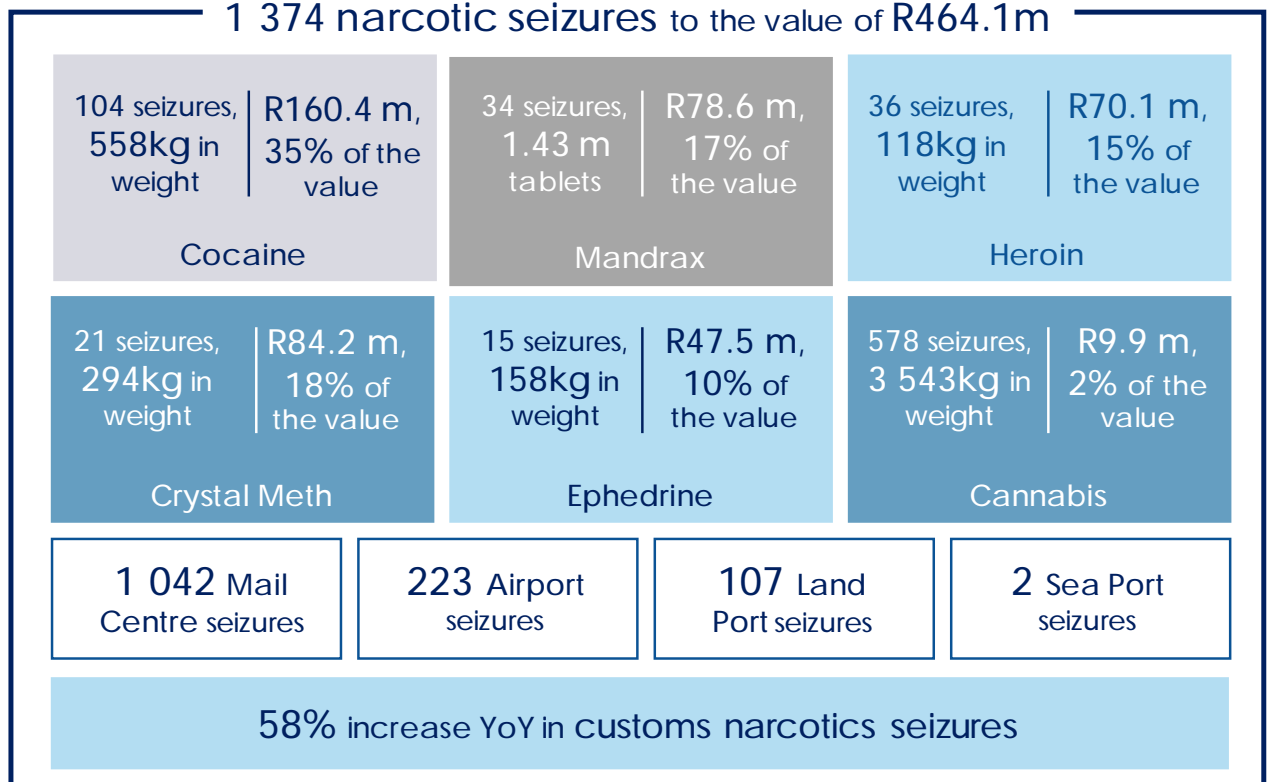 1 374 narcotic seizures to the value of R464.1m
104 seizures,
558kg in
weight
R160.4 m,
35% of the
value
Cocaine
34 seizures,
1.43 m
tablets
R78.6 m,
17% of
the value
Mandrax
36 seizures,
118kg in
weight
R70.1 m,
15% of
the value
Heroin
21 seizures,
294kg in
weight
R84.2 m,
18% of
the value
Crystal Meth
15 seizures,
158kg in
weight
R47.5 m,
10% of
the value
Ephedrine
578 seizures,
3 543kg in
weight
R9.9 m,
2% of the
value
Cannabis
1 042 Mail
Centre seizures
223 Airport
seizures
107 Land
Port seizures
2 Sea Port
seizures
58% increase YoY in customs narcotics seizures